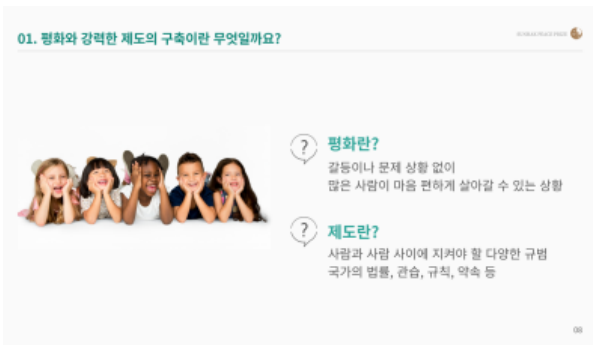 01. 평화와 강력한 제도의 구축이란 무엇일까요?
?
평화란?
갈등이나 문제 상황 없이
많은 사람이 마음 편하게 살아갈 수 있는 상황
?
제도란?
사람과 사람 사이에 지켜야 할 다양한 규범
국가의 법률, 관습, 규칙, 약속 등
08